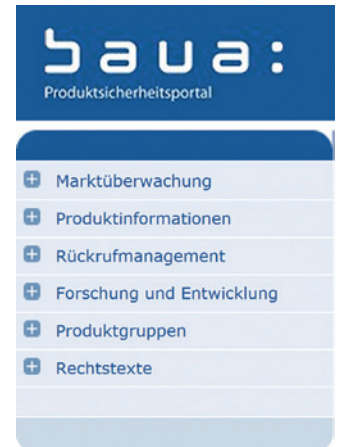 baua:
Produktsicherheitsportal
Marktüberwachung
Produktinformationen
Rückrufmanagement
Forschung und Entwicklung
Produktgruppen
Rechtstexte